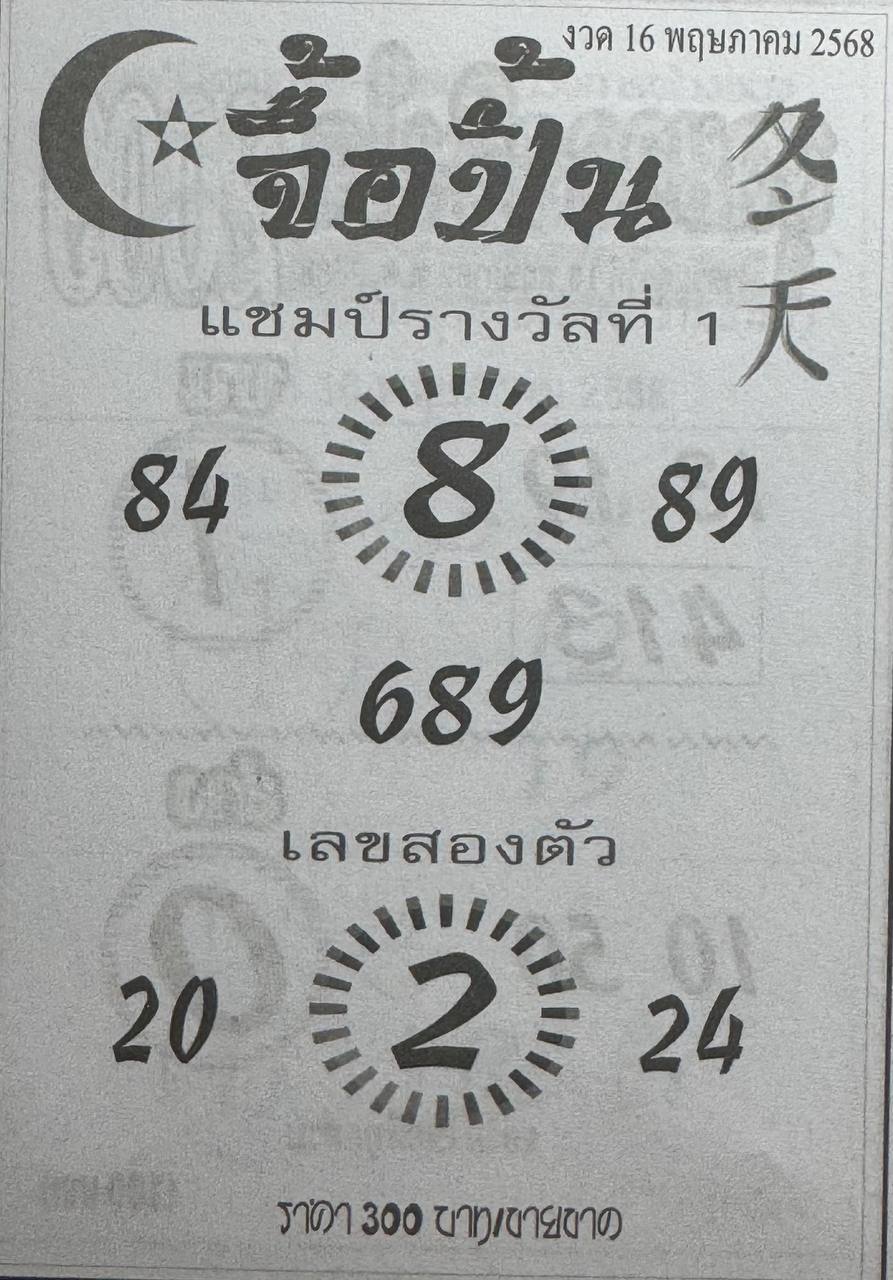 งวด 16 พฤษภาคม 2568
จื้อปั้น
冬天
แชมป์รางวัลที่ 1
84 8 89
689
เลขสองตัว
20 2 24
ราคา 300 บาท/ขายขาด